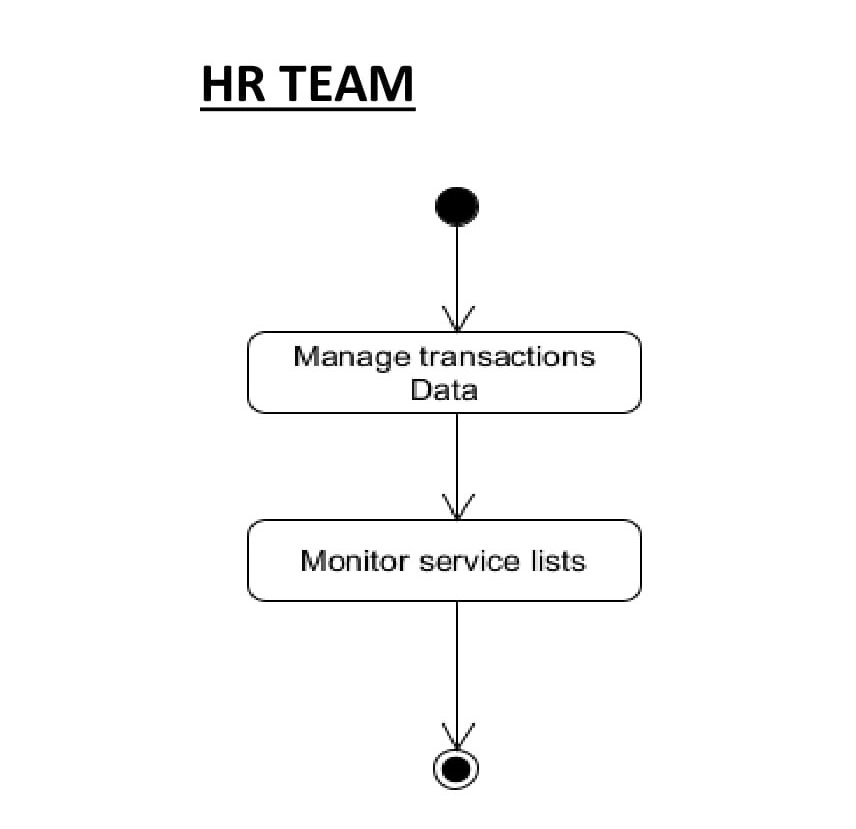 HR TEAM
Manage transactions
Data
Monitor service lists